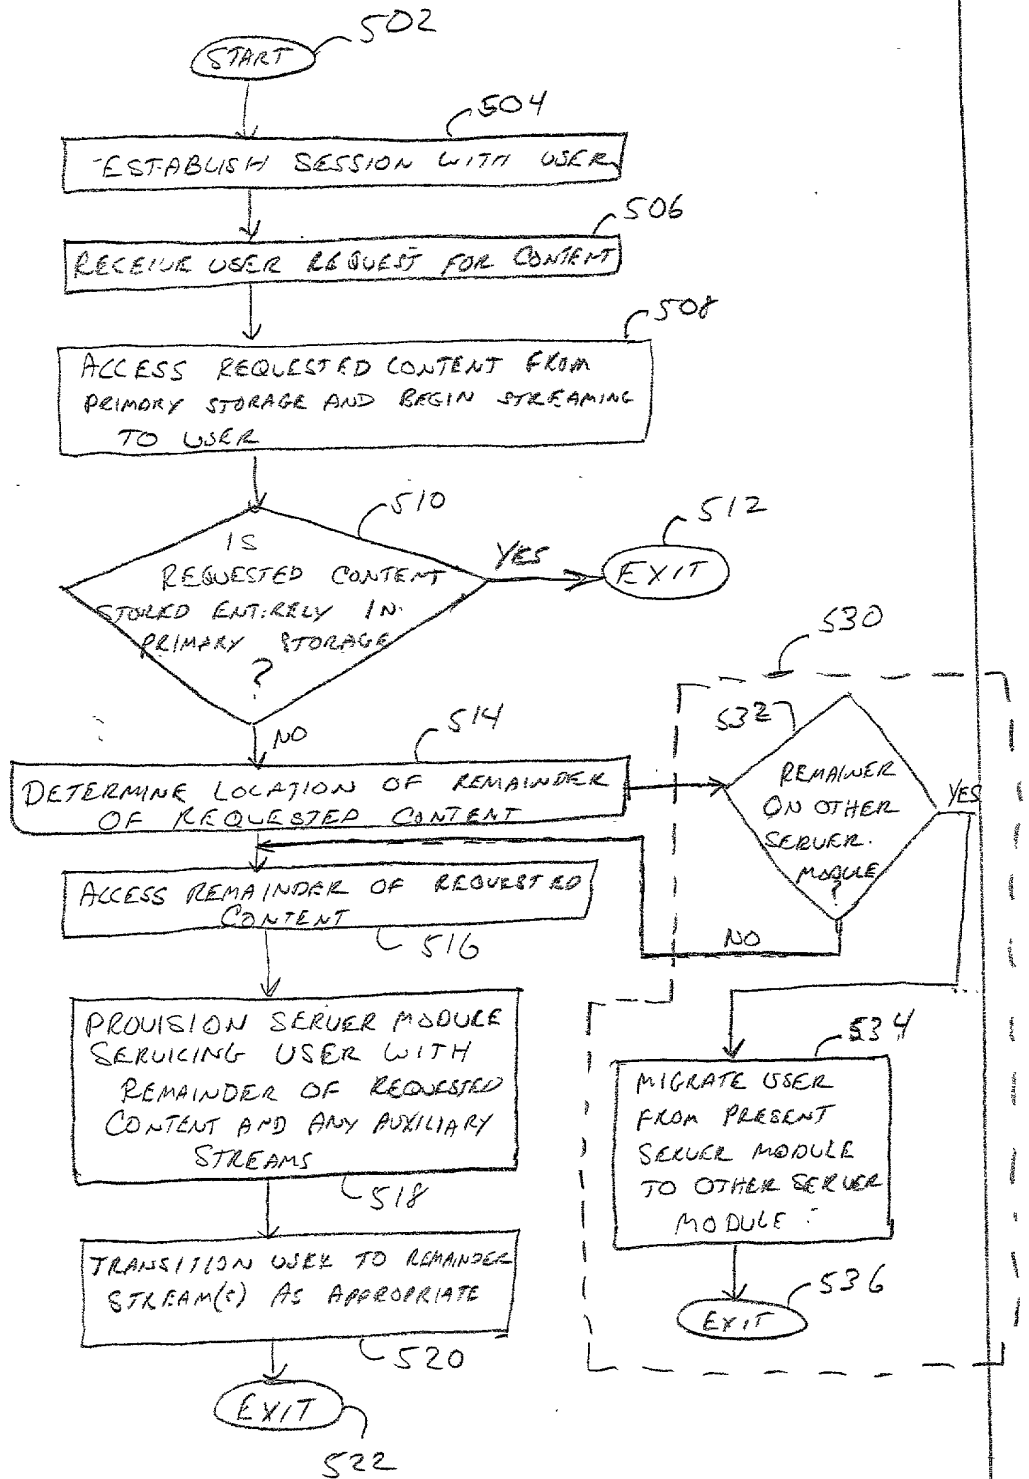 502
START
504
ESTABLISH SESSION WITH USER
506
RECEIVE USER REQUEST FOR CONTENT
508
ACCESS REQUESTED CONTENT FROM
PRIMARY STORAGE AND BEGIN STREAMING
TO USER
510
IS
REQUESTED CONTENT
STORED ENTIRELY IN
PRIMARY STORAGE
?
YES
512
EXIT
NO
514
DETERMINE LOCATION OF REMAINDER
OF REQUESTED CONTENT
530
532
REMAINER
ON OTHER
SERVER
MODULE
?
YES
NO
ACCESS REMAINDER OF REQUESTED
CONTENT
516
PROVISION SERVER MODULE
SERVICING USER WITH
REMAINDER OF REQUESTED
CONTENT AND ANY AUXILIARY
STREAMS
518
534
MIGRATE USER
FROM PRESENT
SERVER MODULE
TO OTHER SERVER
MODULE
536
EXIT
TRANSITION USER TO REMAINDER
STREAM(S) AS APPROPRIATE
520
EXIT
522